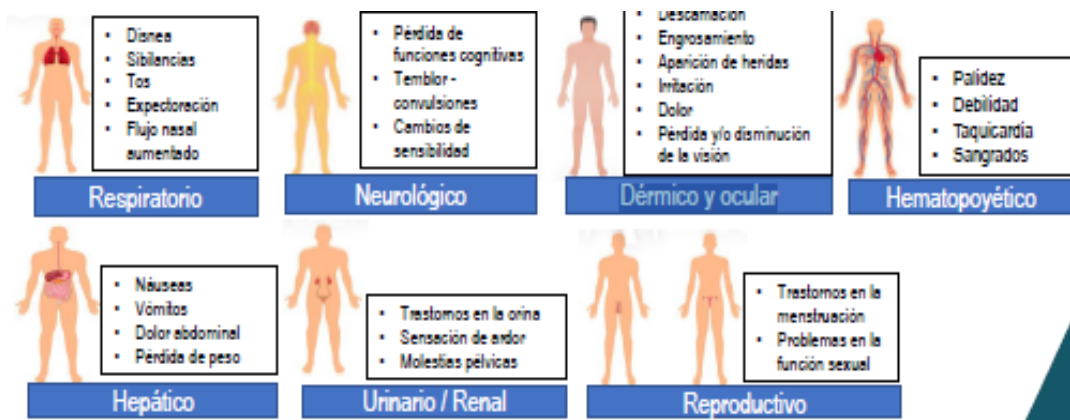 • Disnea
• Sibilancias
• Tos
• Expectoración
• Flujo nasal
aumentado
Respiratorio
• Pérdida de
funciones cognitivas
• Temblor -
convulsiones
• Cambios de
sensibilidad
Neurológico
• Descamación
• Engrosamiento
• Aparición de heridas
• Irritación
• Dolor
• Pérdida y/o disminución
de la visión
Dérmico y ocular
• Palidez
• Debilidad
• Taquicardia
• Sangrados
Hematopoyético
• Náuseas
• Vómitos
• Dolor abdominal
• Pérdida de peso
Hepático
• Trastornos en la orina
• Sensación de ardor
• Molestias pélvicas
Urinario / Renal
• Trastornos en la
menstruación
• Problemas en la
función sexual
Reproductivo